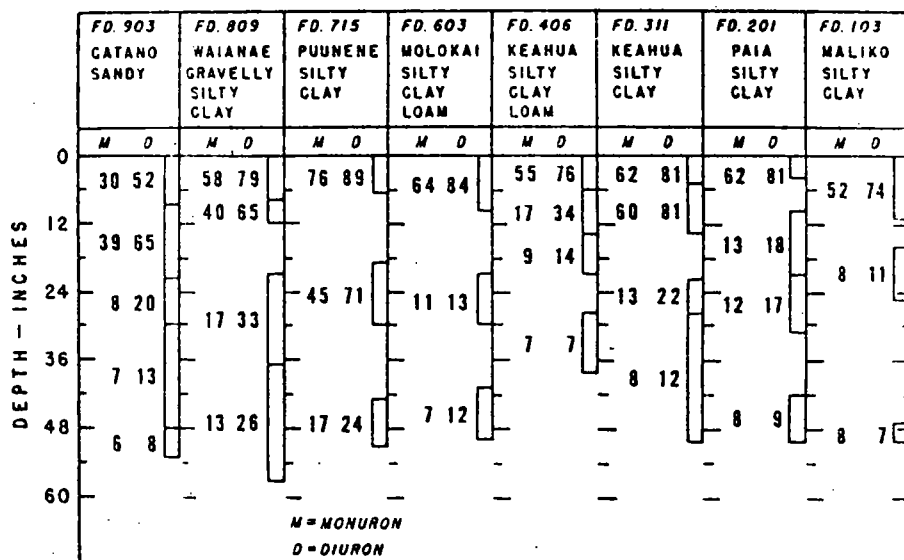 FD. 903 FD. 809 FD. 715 FD. 603 FD. 406 FD. 311 FD. 201 FD. 103
GATANO WAIANAE PUUNENE MOLOKAI KEAHUA KEAHUA PAIA MALIKO
SANDY GRAVELLY SILTY SILTY SILTY SILTY SILTY SILTY
SILTY CLAY CLAY CLAY CLAY CLAY CLAY
CLAY LOAM LOAM
M D M D M D M D M D M D M D M D
0
30 52 58 79 76 89 64 84 55 76 62 81 62 81 52 74
40 65 17 34 60 81
12
39 65 9 14 13 18 8 11
24
8 20 17 33 45 71 11 13 13 22 12 17
36
7 13 7 7 8 12
48
6 8 13 26 17 24 7 12 8 9 8 7
60
DEPTH — INCHES
M = MONURON
D = DIURON